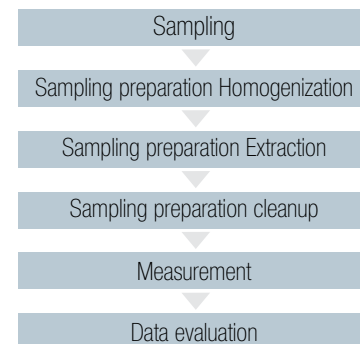 Sampling
Sampling preparation Homogenization
Sampling preparation Extraction
Sampling preparation cleanup
Measurement
Data evaluation